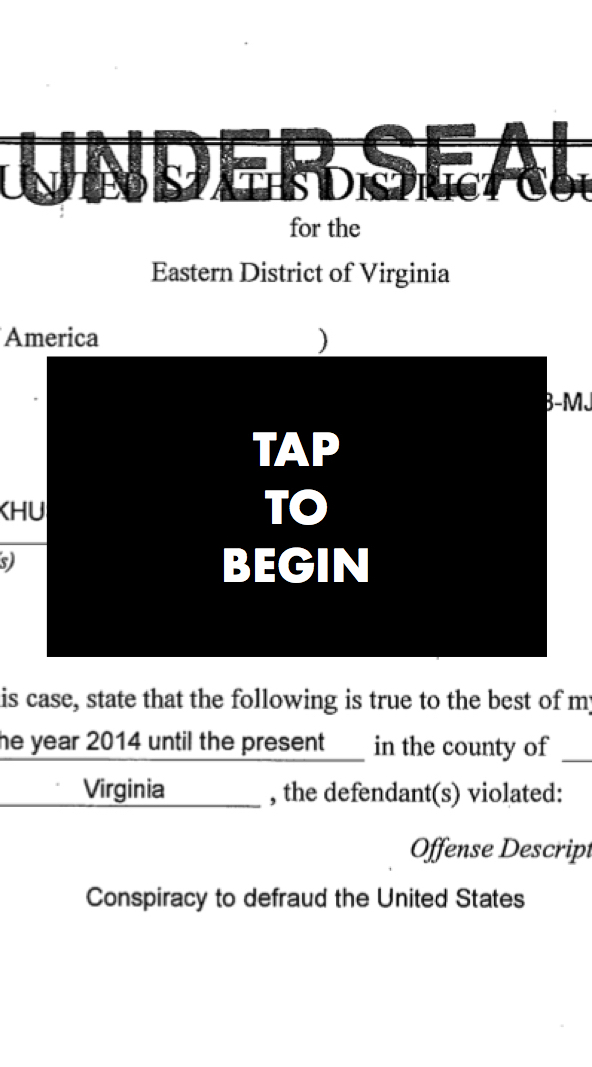 UNDER SEAL
UNITED STATES DISTRICT COU
for the
Eastern District of Virginia
America )
3-MJ
TAP
TO
BEGIN
KHU
s)
is case, state that the following is true to the best of my
he year 2014 until the present in the county of
Virginia , the defendant(s) violated:
Offense Descript
Conspiracy to defraud the United States